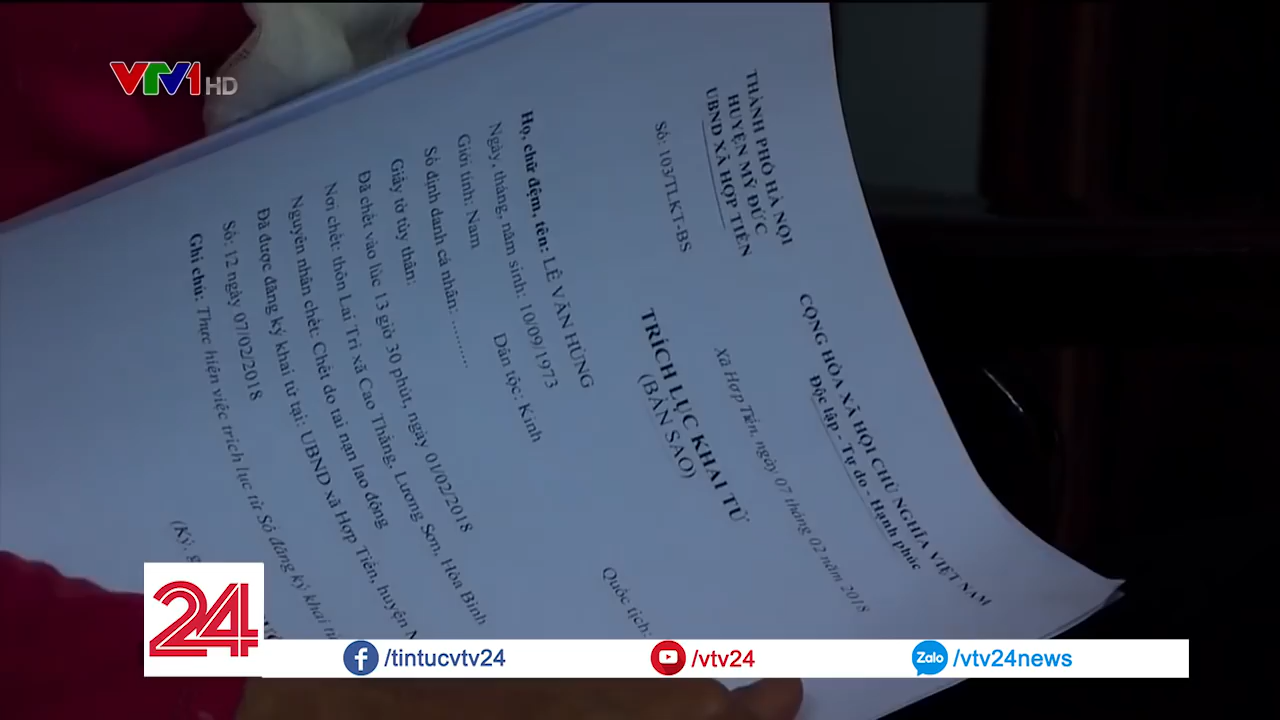 VTV1 HD
THÀNH PHỐ HÀ NỘI
HUYỆN MỸ ĐỨC
UBND XÃ HỢP TIẾN
Số: 103/TLKT-BS
CỘNG HÒA XÃ HỘI CHỦ NGHĨA VIỆT NAM
Độc lập - Tự do - Hạnh phúc
Xã Hợp Tiến, ngày 07 tháng 02 năm 2018
TRÍCH LỤC KHAI TỬ
(BẢN SAO)
Họ, chữ đệm, tên: LÊ VĂN HÙNG
Ngày, tháng, năm sinh: 10/09/1973
Giới tính: Nam Dân tộc: Kinh Quốc tịch:
Số định danh cá nhân: ..........
Giấy tờ tùy thân:
Đã chết vào lúc 13 giờ 30 phút, ngày 01/02/2018
Nơi chết: thôn Lai Trì xã Cao Thắng, Lương Sơn, Hòa Bình
Nguyên nhân chết: Chết do tai nạn lao động
Đã được đăng ký khai tử tại: UBND xã Hợp Tiến, huyện
Số: 12 ngày 07/02/2018
Ghi chú: Thực hiện việc trích lục từ Sổ đăng ký khai
(Ký,
24
/tintucvtv24
/vtv24
Zalo /vtv24news